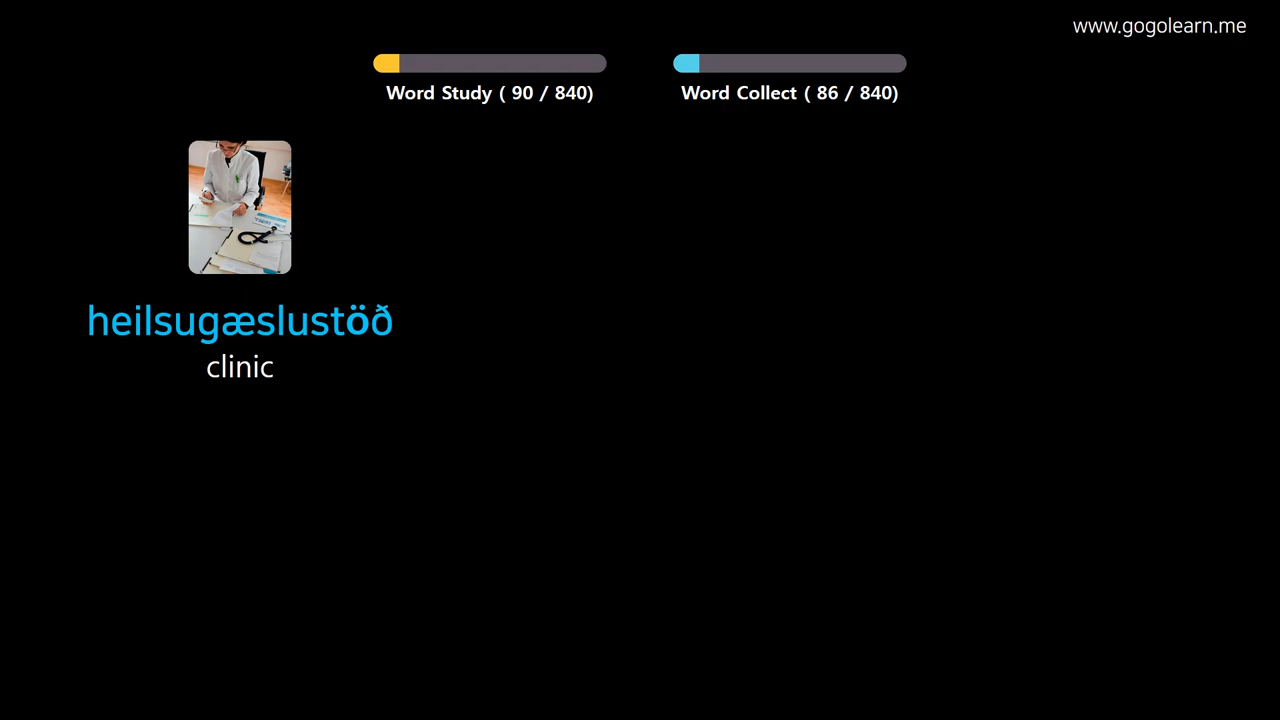 www.gogolearn.me
Word Study ( 90 / 840)
Word Collect ( 86 / 840)
heilsugæslustöð
clinic